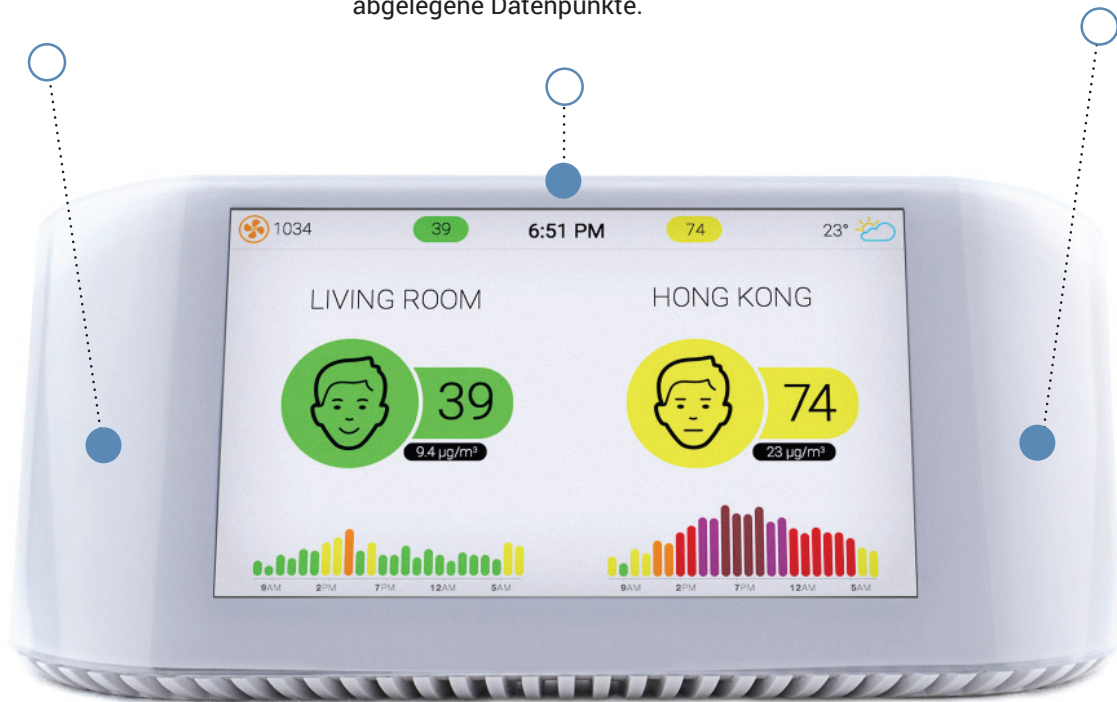 abgelegene Datenpunkte.
1034 39 6:51 PM 74 23°
LIVING ROOM HONG KONG
39 74
9.4 µg/m³ 23 µg/m³
9AM 2PM 7PM 12AM 5AM 9AM 2PM 7PM 12AM 5AM